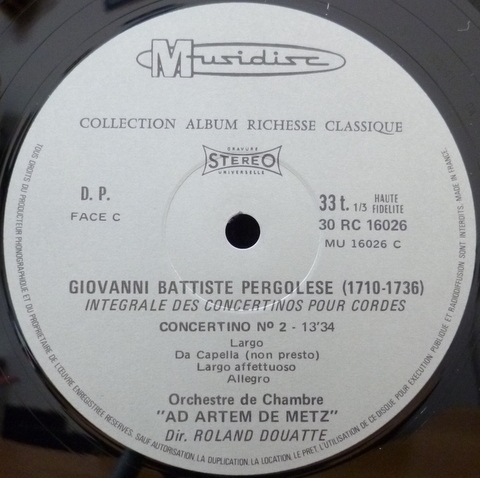 Musidisc
COLLECTION ALBUM RICHESSE CLASSIQUE
GRAVURE
STEREO
UNIVERSELLE
D. P.
FACE C
33 t. 1/3 HAUTE FIDELITE
30 RC 16026
MU 16026 C
GIOVANNI BATTISTE PERGOLESE (1710-1736)
INTEGRALE DES CONCERTINOS POUR CORDES
CONCERTINO Nº 2 - 13'34
Largo
Da Capella (non presto)
Largo affettuoso
Allegro
Orchestre de Chambre
"AD ARTEM DE METZ"
Dir. ROLAND DOUATTE
TOUS DROITS DU PRODUCTEUR PHONOGRAPHIQUE ET DU PROPRIETAIRE DE L'ŒUVRE ENREGISTREE RESERVES. SAUF AUTORISATION LA DUPLICATION, LA LOCATION, LE PRET, L'UTILISATION DE CE DISQUE POUR EXECUTION PUBLIQUE ET RADIODIFFUSION SONT INTERDITS. MADE IN FRANCE.